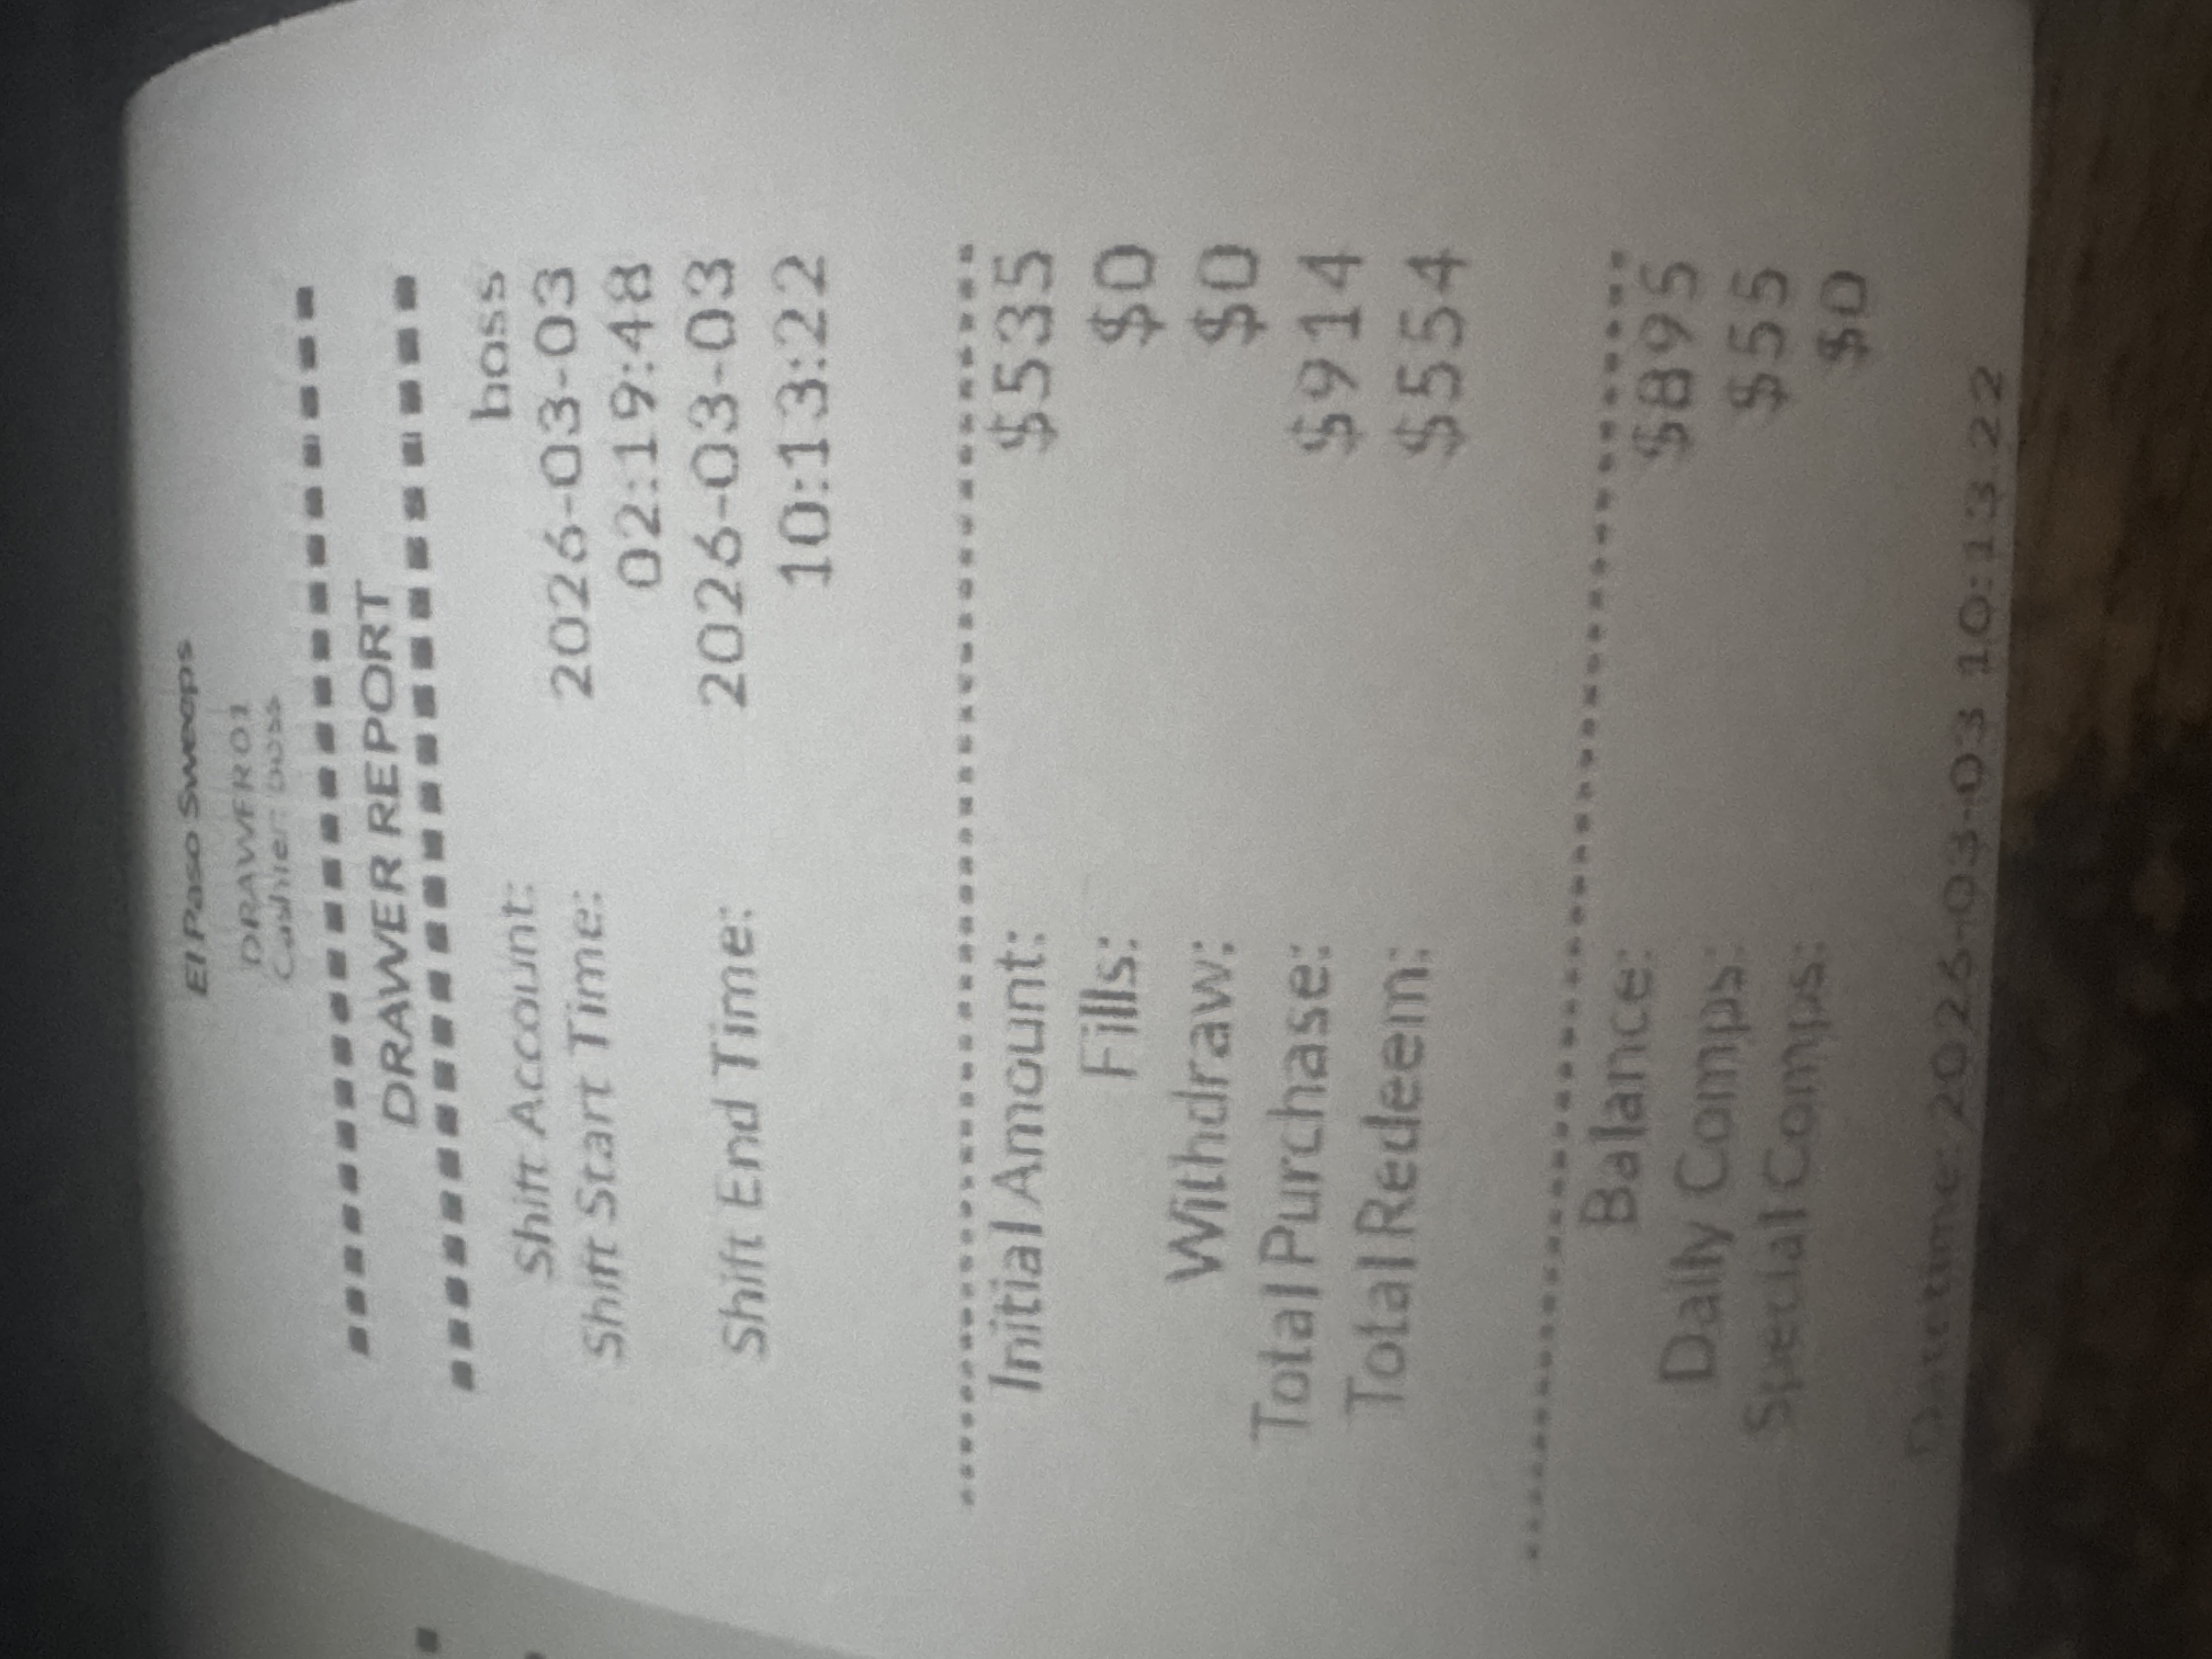 El Paso Sweeps
DRAWER01
Cashier: boss
DRAWER REPORT
Shift Account: boss
Shift Start Time: 2026-03-03
02:19:48
Shift End Time: 2026-03-03
10:13:22
Initial Amount: $535
Fills: $0
Withdraw: $0
Total Purchase: $914
Total Redeem: $554
Balance: $895
Daily Comps: $55
Special Comps: $0
Datetime: 2026-03-03 10:13:22